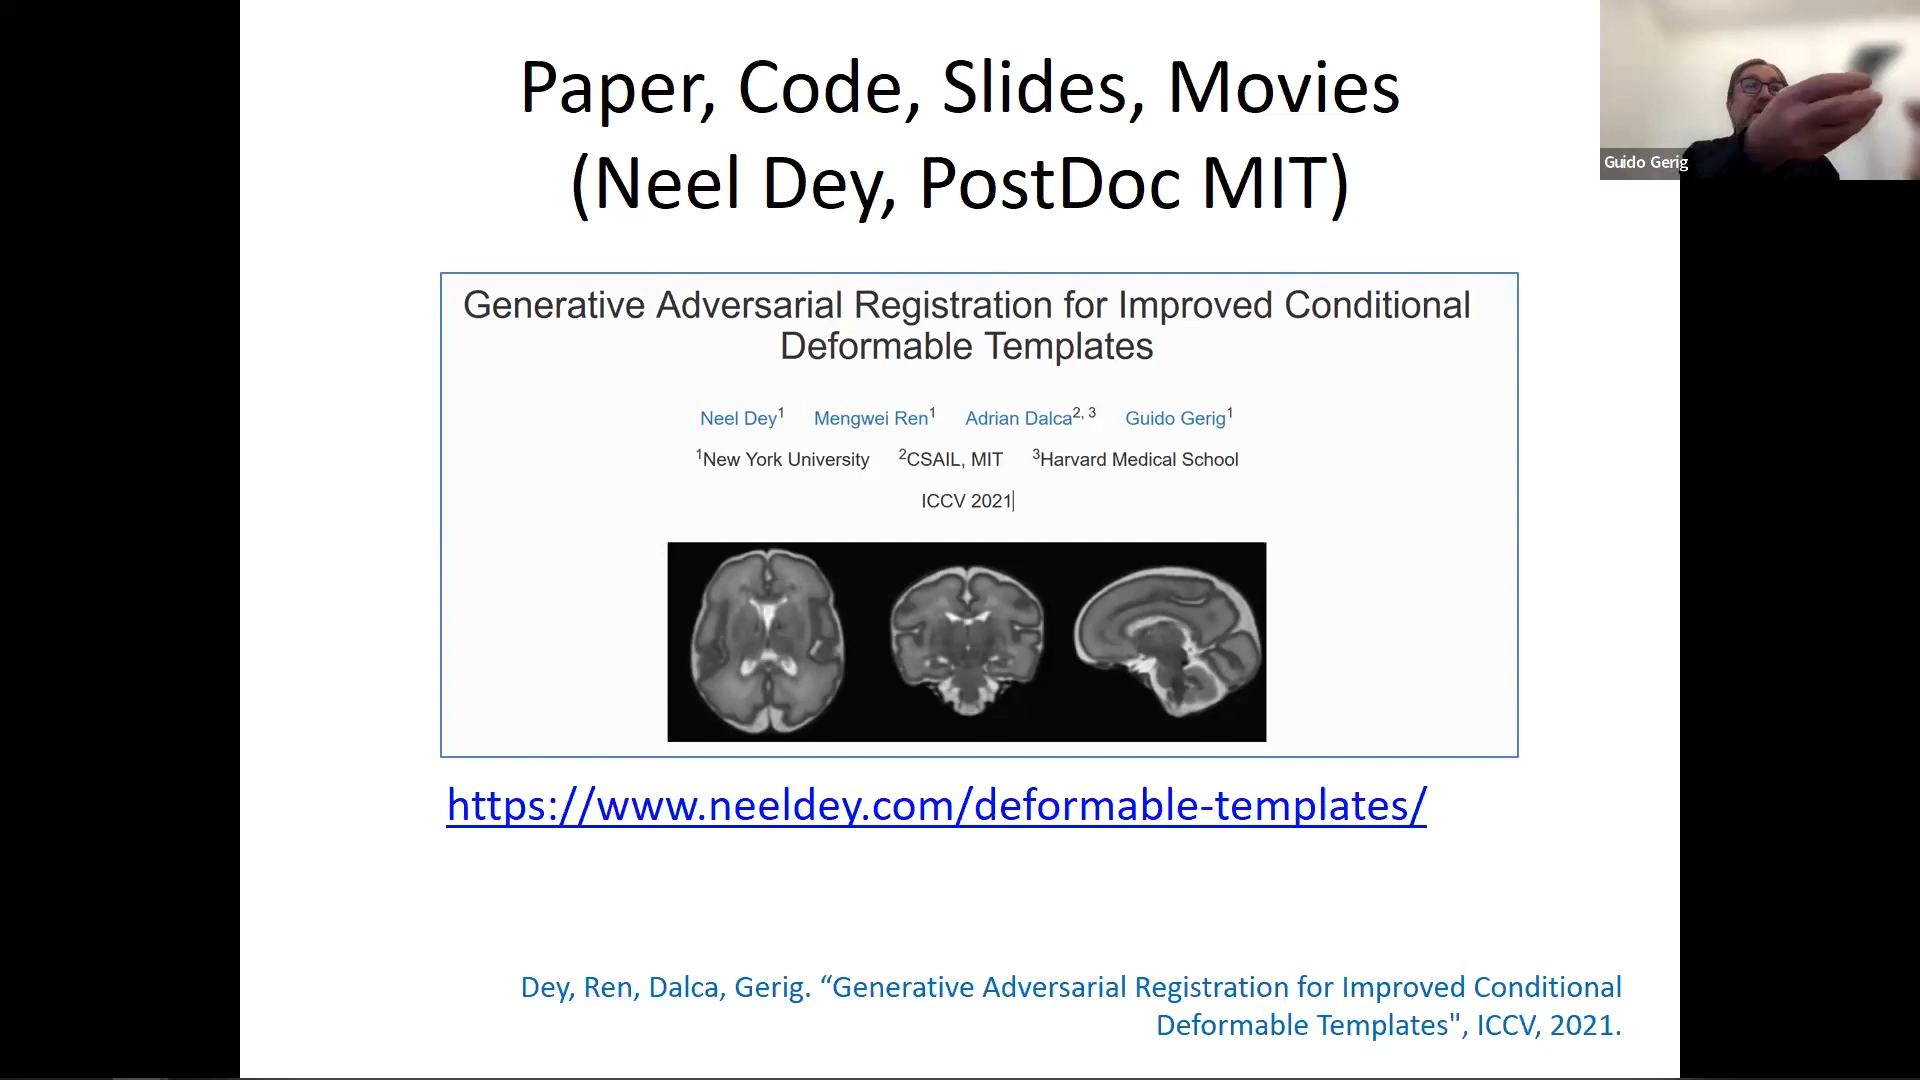 Paper, Code, Slides, Movies
(Neel Dey, PostDoc MIT)
Guido Gerig
Generative Adversarial Registration for Improved Conditional
Deformable Templates
Neel Dey1 Mengwei Ren1 Adrian Dalca2, 3 Guido Gerig1
1New York University 2CSAIL, MIT 3Harvard Medical School
ICCV 2021
https://www.neeldey.com/deformable-templates/
Dey, Ren, Dalca, Gerig. “Generative Adversarial Registration for Improved Conditional
Deformable Templates", ICCV, 2021.